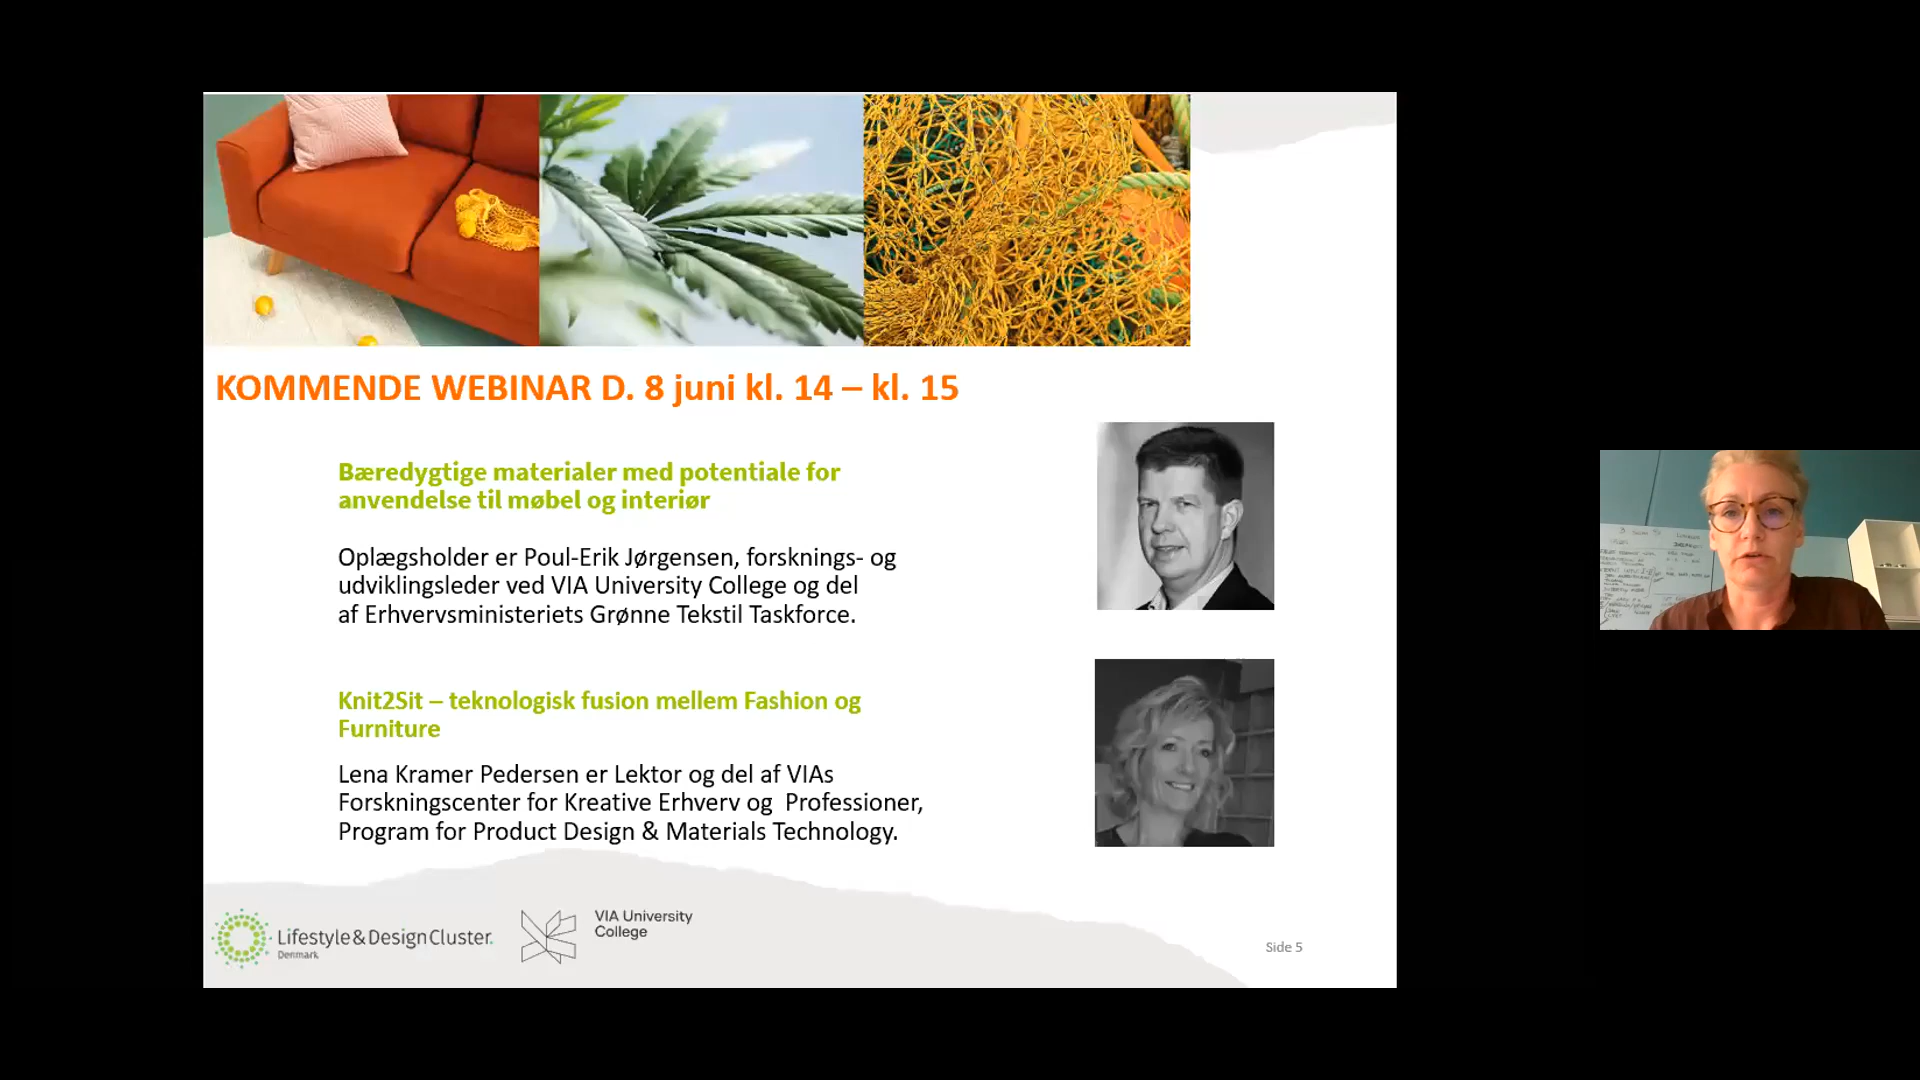 KOMMENDE WEBINAR D. 8 juni kl. 14 – kl. 15
Bæredygtige materialer med potentiale for
anvendelse til møbel og interiør
Oplægsholder er Poul-Erik Jørgensen, forsknings- og
udviklingsleder ved VIA University College og del
af Erhvervsministeriets Grønne Tekstil Taskforce.
Knit2Sit – teknologisk fusion mellem Fashion og
Furniture
Lena Kramer Pedersen er Lektor og del af VIAs
Forskningscenter for Kreative Erhverv og  Professioner,
Program for Product Design & Materials Technology.
Lifestyle & Design Cluster.
Denmark
VIA University
College
Side 5